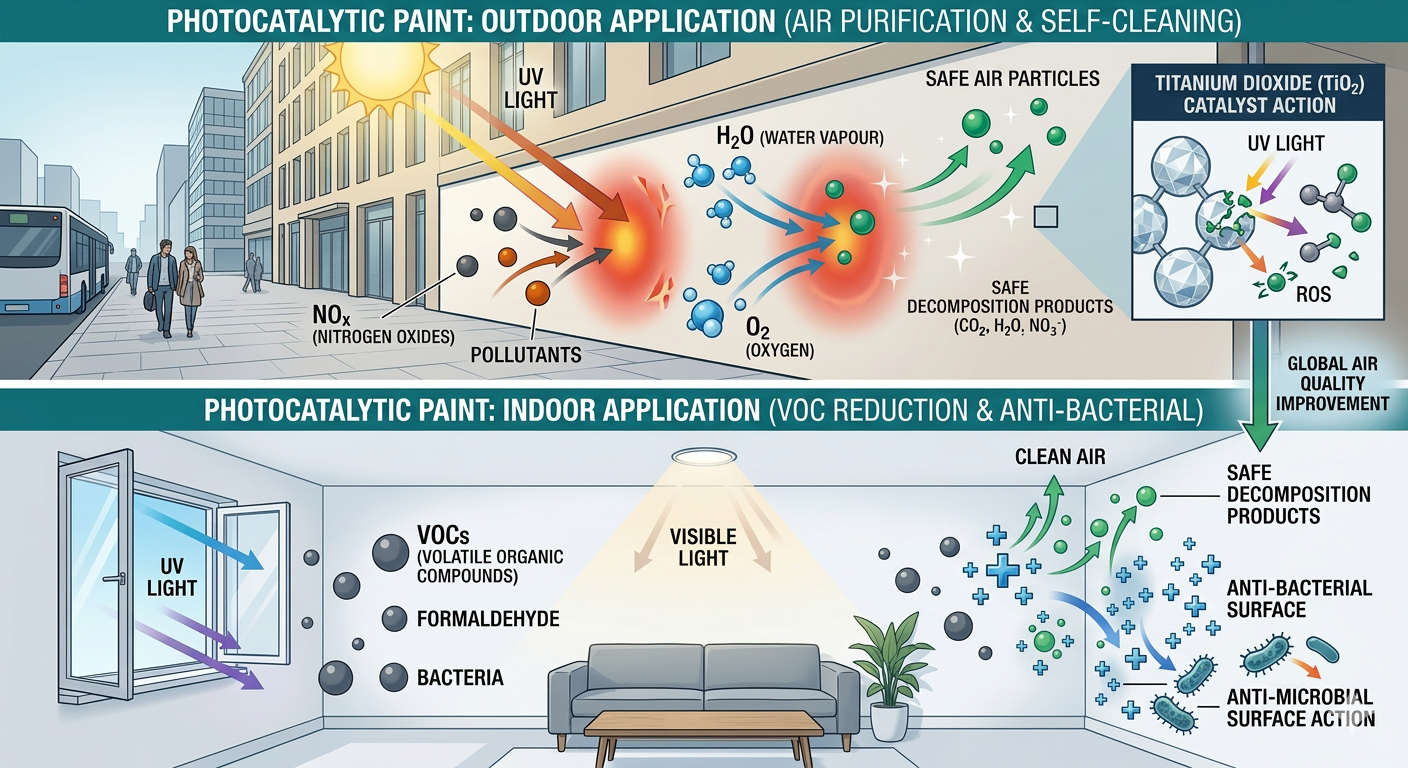 PHOTOCATALYTIC PAINT: OUTDOOR APPLICATION (AIR PURIFICATION & SELF-CLEANING)
UV
LIGHT
SAFE AIR PARTICLES
H₂O (WATER VAPOUR)
NOₓ
(NITROGEN OXIDES)
POLLUTANTS
O₂
(OXYGEN)
SAFE
DECOMPOSITION PRODUCTS
(CO₂, H₂O, NO₃⁻)
TITANIUM DIOXIDE (TiO₂)
CATALYST ACTION
UV LIGHT
ROS
GLOBAL AIR
QUALITY
IMPROVEMENT
PHOTOCATALYTIC PAINT: INDOOR APPLICATION (VOC REDUCTION & ANTI-BACTERIAL)
UV
LIGHT
VOCs
(VOLATILE ORGANIC
COMPOUNDS)
FORMALDEHYDE
BACTERIA
VISIBLE
LIGHT
CLEAN AIR
SAFE
DECOMPOSITION
PRODUCTS
ANTI-BACTERIAL
SURFACE
ANTI-MICROBIAL
SURFACE ACTION